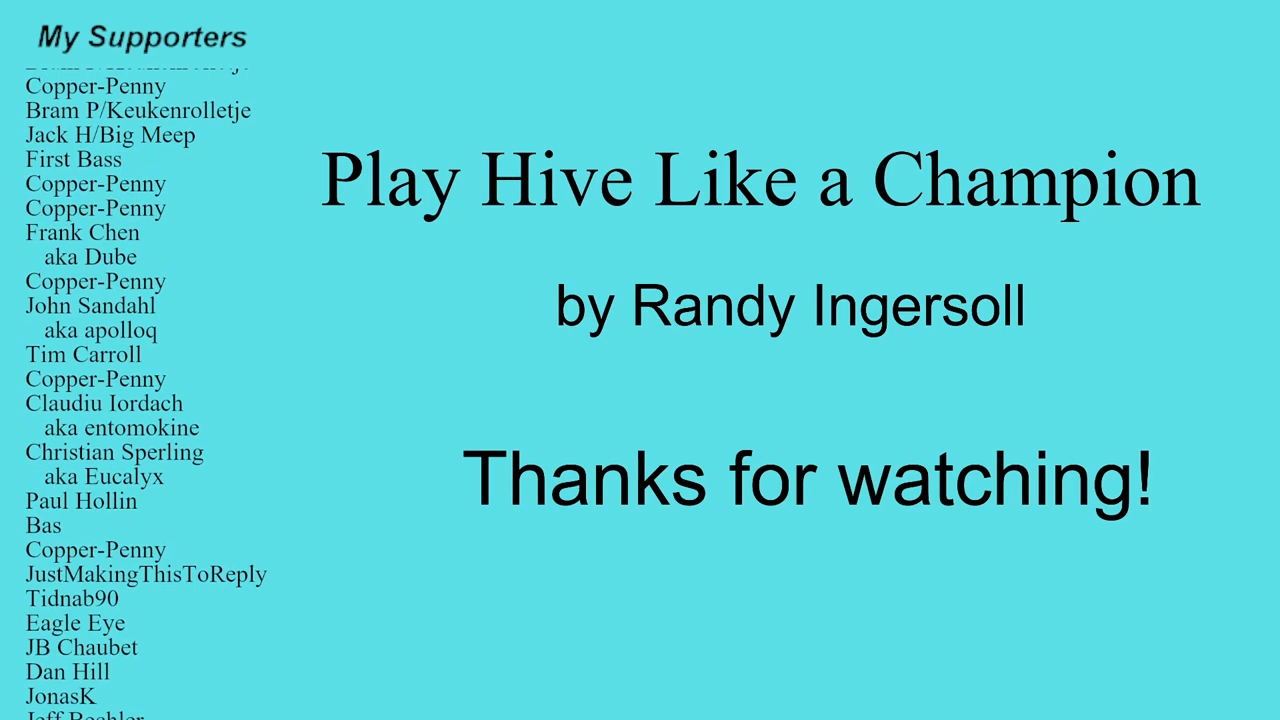 My Supporters
Copper-Penny
Bram P/Keukenrolletje
Jack H/Big Meep
First Bass
Copper-Penny
Copper-Penny
Frank Chen
aka Dube
Copper-Penny
John Sandahl
aka apolloq
Tim Carroll
Copper-Penny
Claudiu Iordach
aka entomokine
Christian Sperling
aka Eucalyx
Paul Hollin
Bas
Copper-Penny
JustMakingThisToReply
Tidnab90
Eagle Eye
JB Chaubet
Dan Hill
JonasK
Play Hive Like a Champion
by Randy Ingersoll
Thanks for watching!